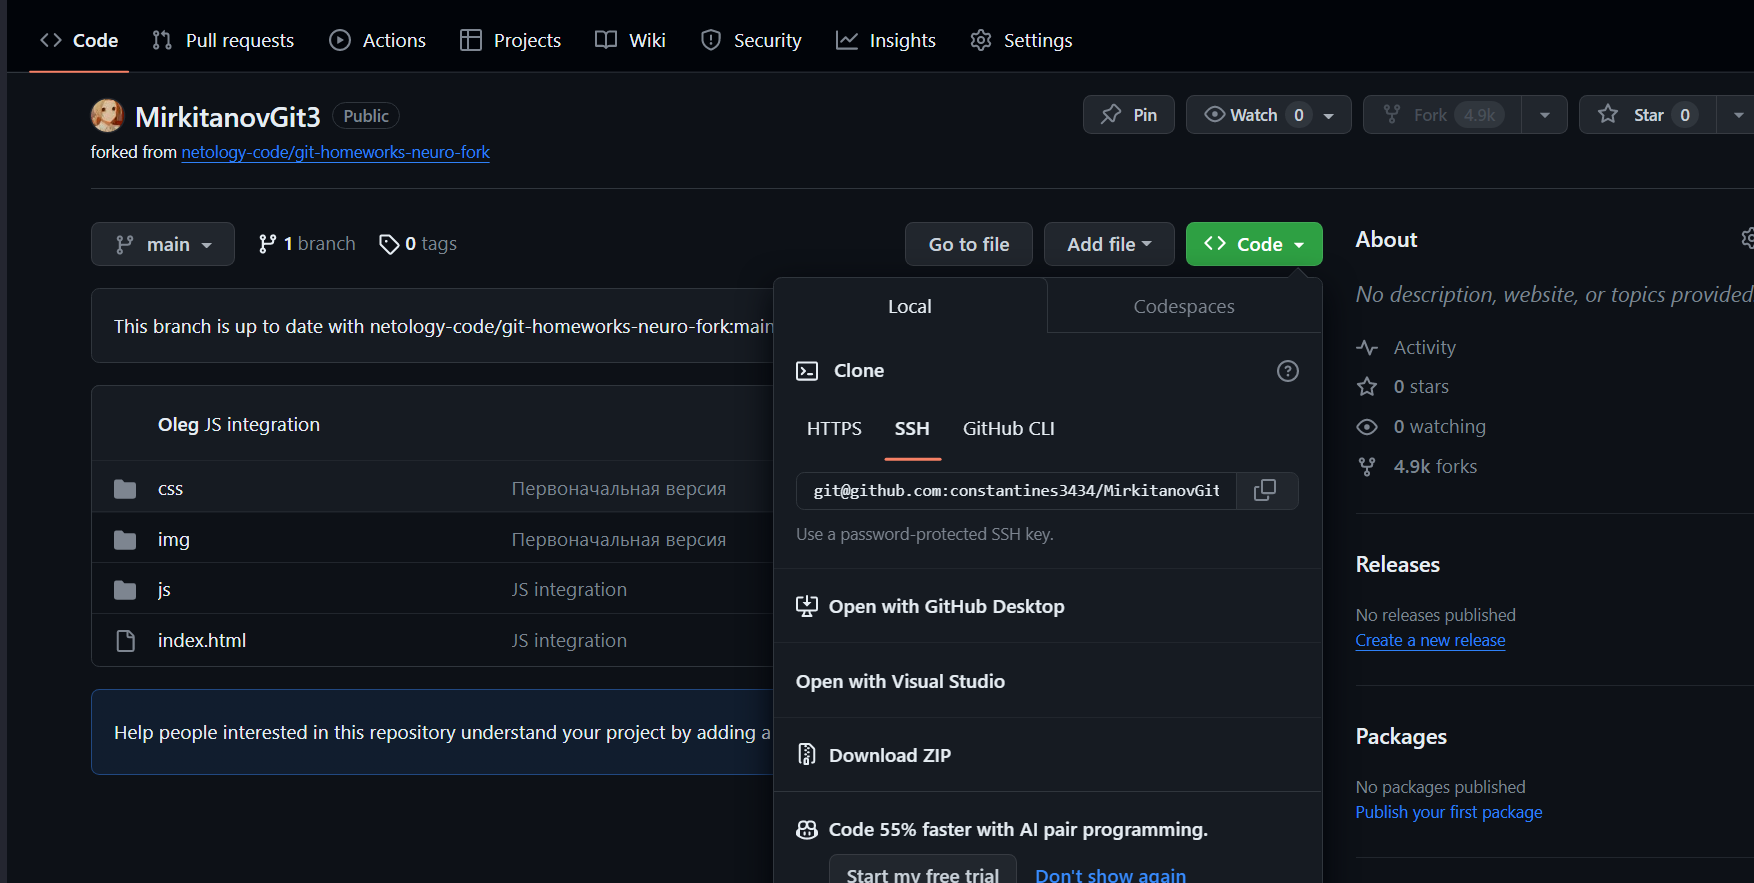 Code Pull requests Actions Projects Wiki Security Insights Settings
MirkitanovGit3 Public
Pin Watch 0 Fork 4.9k Star 0
forked from netology-code/git-homeworks-neuro-fork
main 1 branch 0 tags Go to file Add file Code
This branch is up to date with netology-code/git-homeworks-neuro-fork:main
Oleg JS integration
css Первоначальная версия
img Первоначальная версия
js JS integration
index.html JS integration
Help people interested in this repository understand your project by adding a
Local Codespaces
Clone
HTTPS SSH GitHub CLI
git@github.com:constantines3434/MirkitanovGit
Use a password-protected SSH key.
Open with GitHub Desktop
Open with Visual Studio
Download ZIP
Code 55% faster with AI pair programming.
Start my free trial Don't show again
About
No description, website, or topics provided
Activity
0 stars
0 watching
4.9k forks
Releases
No releases published
Create a new release
Packages
No packages published
Publish your first package